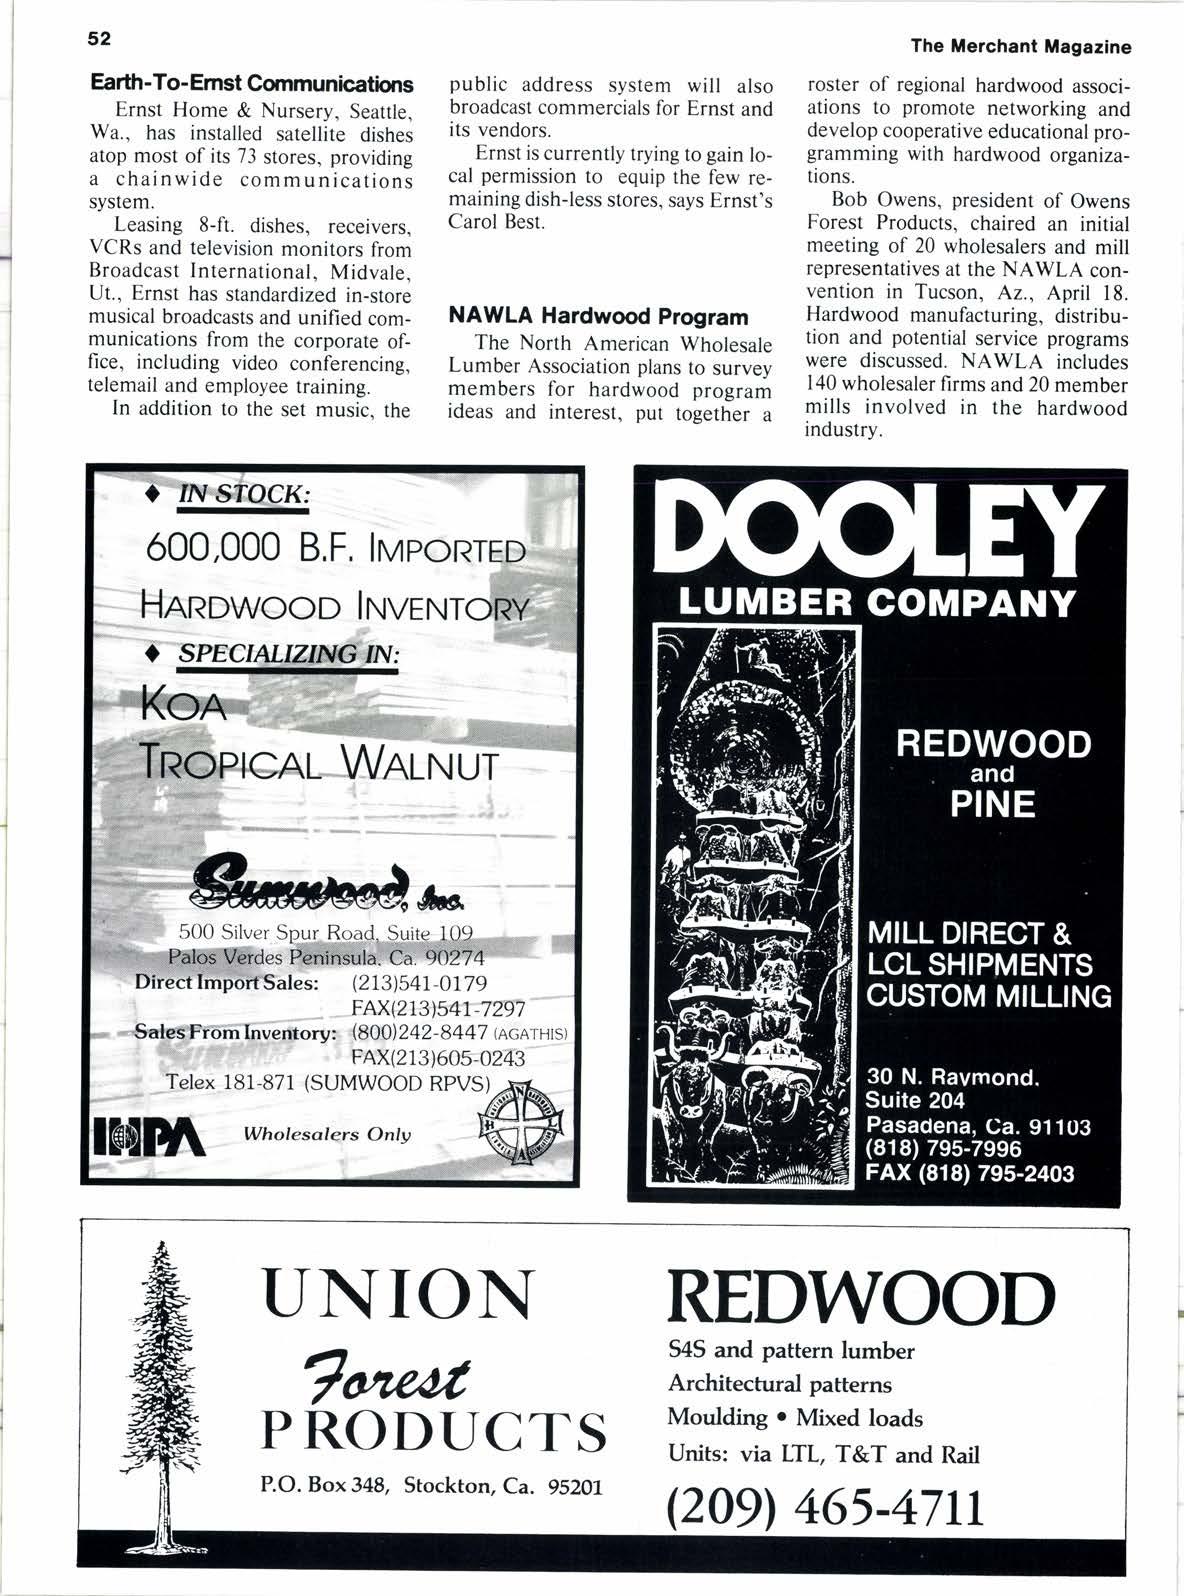 52
The Merchant Magazine
Earth-To-Ernst Communications
Ernst Home & Nursery, Seattle,
Wa., has installed satellite dishes
atop most of its 73 stores, providing
a chainwide communications
system.
Leasing 8-ft. dishes, receivers,
VCRs and television monitors from
Broadcast International, Midvale,
Ut., Ernst has standardized in-store
musical broadcasts and unified com-
munications from the corporate of-
fice, including video conferencing,
telemail and employee training.
In addition to the set music, the
public address system will also
broadcast commercials for Ernst and
its vendors.
Ernst is currently trying to gain lo-
cal permission to equip the few re-
maining dish-less stores, says Ernst's
Carol Best.
NAWLA Hardwood Program
The North American Wholesale
Lumber Association plans to survey
members for hardwood program
ideas and interest, put together a
roster of regional hardwood associ-
ations to promote networking and
develop cooperative educational pro-
gramming with hardwood organiza-
tions.
Bob Owens, president of Owens
Forest Products, chaired an initial
meeting of 20 wholesalers and mill
representatives at the NAWLA con-
vention in Tucson, Az., April 18.
Hardwood manufacturing, distribu-
tion and potential service programs
were discussed. NAWLA includes
140 wholesaler firms and 20 member
mills involved in the hardwood
industry.
♦ IN STOCK:
600,000 B.F. IMPORTED
HARDWOOD INVENTORY
♦ SPECIALIZING IN:
KOA
TROPICAL WALNUT
Sumwood, Inc.
500 Silver Spur Road, Suite 109
Palos Verdes Peninsula, Ca. 90274
Direct Import Sales: (213)541-0179
FAX(213)541-7297
Sales From Inventory: (800)242-8447 (AGATHIS)
FAX(213)605-0243
Telex 181-871 (SUMWOOD RPVS)
IHPA
Wholesalers Only
N H L A
DOOLEY
LUMBER COMPANY
REDWOOD
and
PINE
MILL DIRECT &
LCL SHIPMENTS
CUSTOM MILLING
30 N. Raymond.
Suite 204
Pasadena, Ca. 91103
(818) 795-7996
FAX (818) 795-2403
UNION
Forest
PRODUCTS
P.O. Box 348, Stockton, Ca. 95201
REDWOOD
S4S and pattern lumber
Architectural patterns
Moulding • Mixed loads
Units: via LTL, T&T and Rail
(209) 465-4711